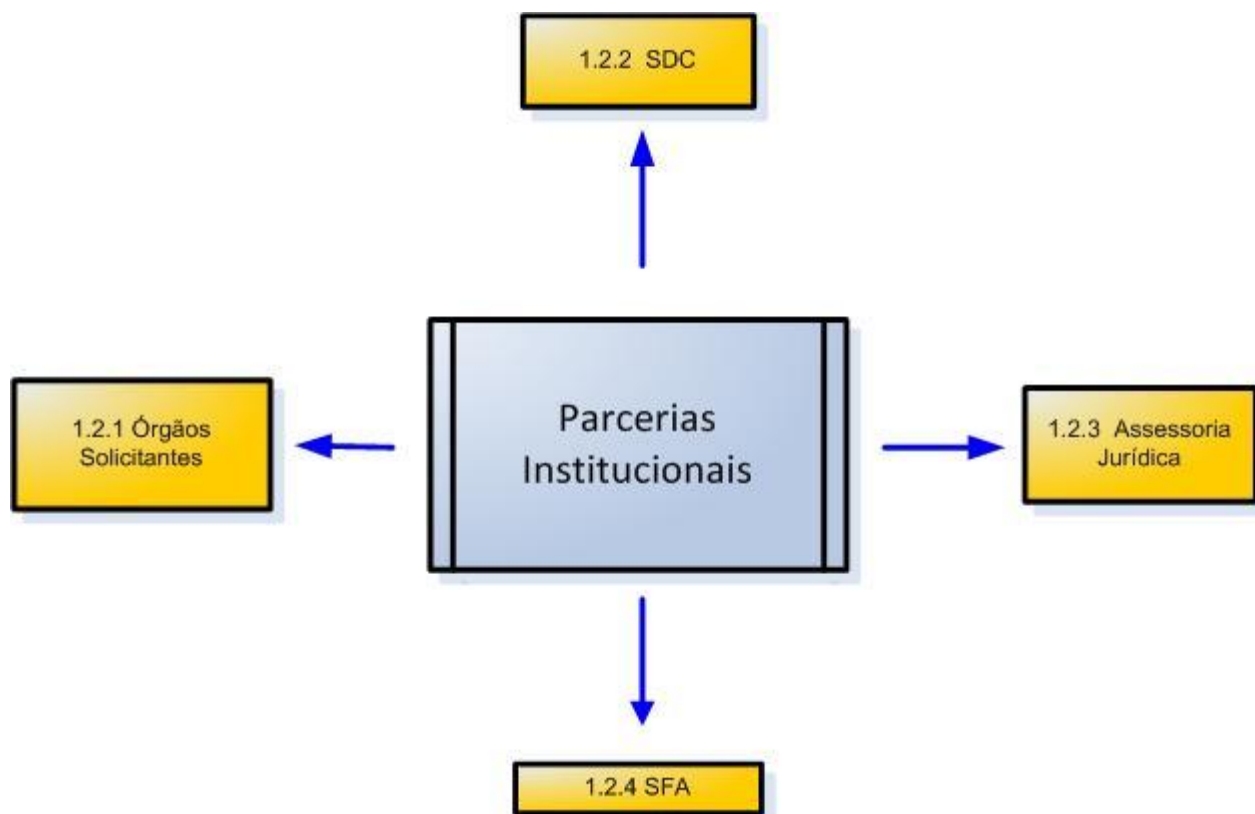 1.2.2 SDC
Parcerias
Institucionais
1.2.1 Órgãos
Solicitantes
1.2.3 Assessoria
Jurídica
1.2.4 SFA